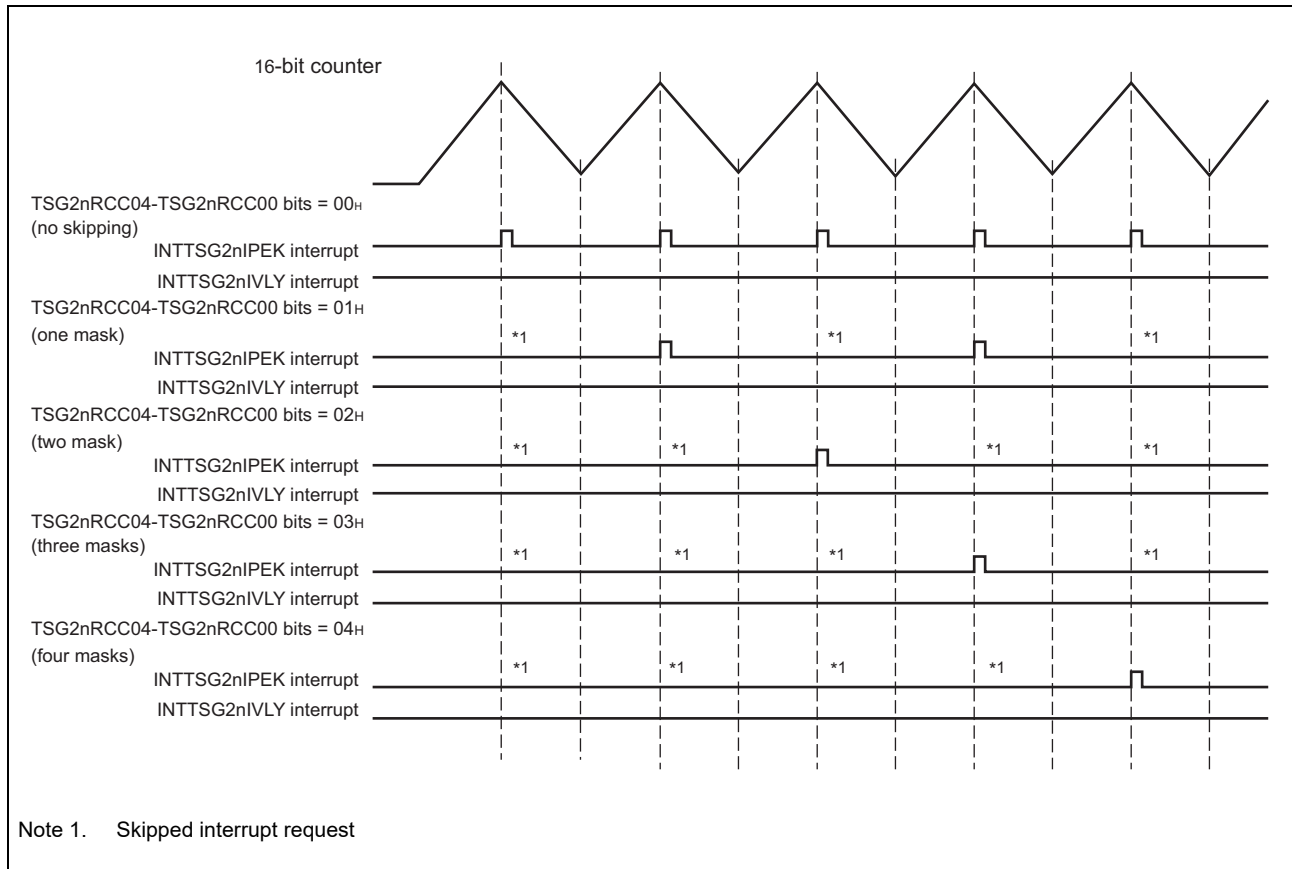 16-bit counter
TSG2nRCC04-TSG2nRCC00 bits = 00H
(no skipping)
INTTSG2nIPEK interrupt
INTTSG2nIVLY interrupt
TSG2nRCC04-TSG2nRCC00 bits = 01H
(one mask)
*1 *1 *1
INTTSG2nIPEK interrupt
INTTSG2nIVLY interrupt
TSG2nRCC04-TSG2nRCC00 bits = 02H
(two mask)
*1 *1 *1 *1
INTTSG2nIPEK interrupt
INTTSG2nIVLY interrupt
TSG2nRCC04-TSG2nRCC00 bits = 03H
(three masks)
*1 *1 *1 *1
INTTSG2nIPEK interrupt
INTTSG2nIVLY interrupt
TSG2nRCC04-TSG2nRCC00 bits = 04H
(four masks)
*1 *1 *1 *1
INTTSG2nIPEK interrupt
INTTSG2nIVLY interrupt
Note 1. Skipped interrupt request